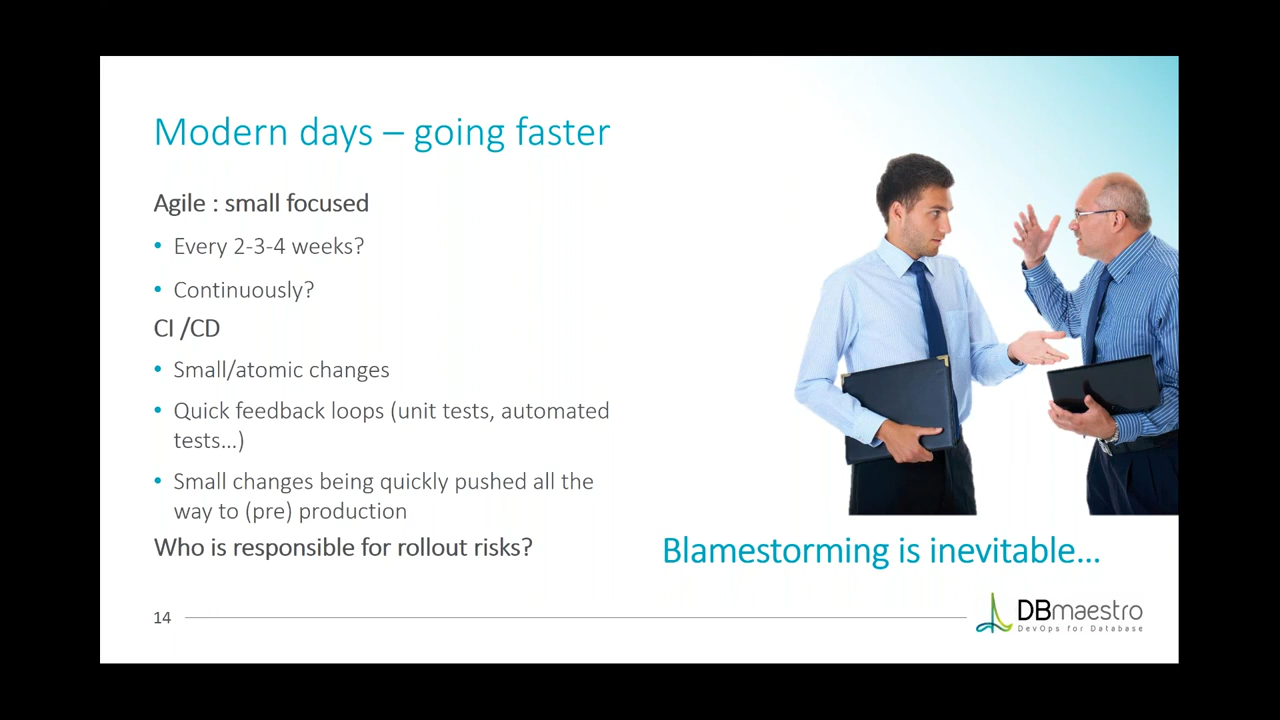 Modern days – going faster
Agile : small focused
• Every 2-3-4 weeks?
• Continuously?
CI /CD
• Small/atomic changes
• Quick feedback loops (unit tests, automated
tests...)
• Small changes being quickly pushed all the
way to (pre) production
Who is responsible for rollout risks?
Blamestorming is inevitable...
14
DBmaestro
DevOps for Database